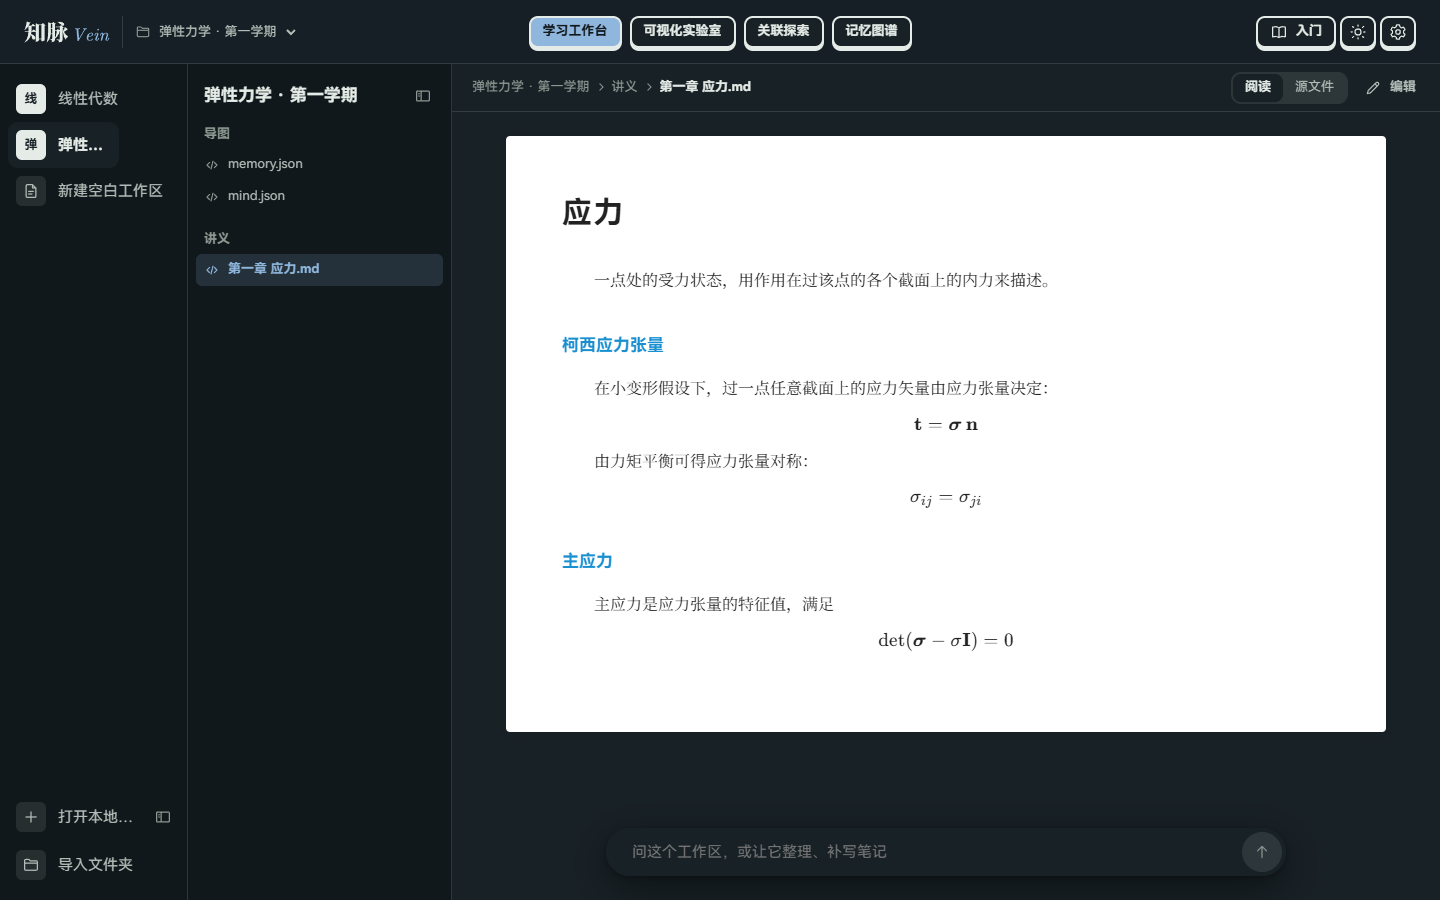 知脉 Vein
弹性力学 · 第一学期
学习工作台
可视化实验室
关联探索
记忆图谱
入门
线 线性代数
弹 弹性...
新建空白工作区
打开本地...
导入文件夹
弹性力学 · 第一学期
导图
memory.json
mind.json
讲义
第一章 应力.md
弹性力学 · 第一学期 > 讲义 > 第一章 应力.md
阅读
源文件
编辑
应力
一点处的受力状态，用作用在过该点的各个截面上的内力来描述。
柯西应力张量
在小变形假设下，过一点任意截面上的应力矢量由应力张量决定：
t = σ n
由力矩平衡可得应力张量对称：
σij = σji
主应力
主应力是应力张量的特征值，满足
det(σ − σI) = 0
问这个工作区，或让它整理、补写笔记